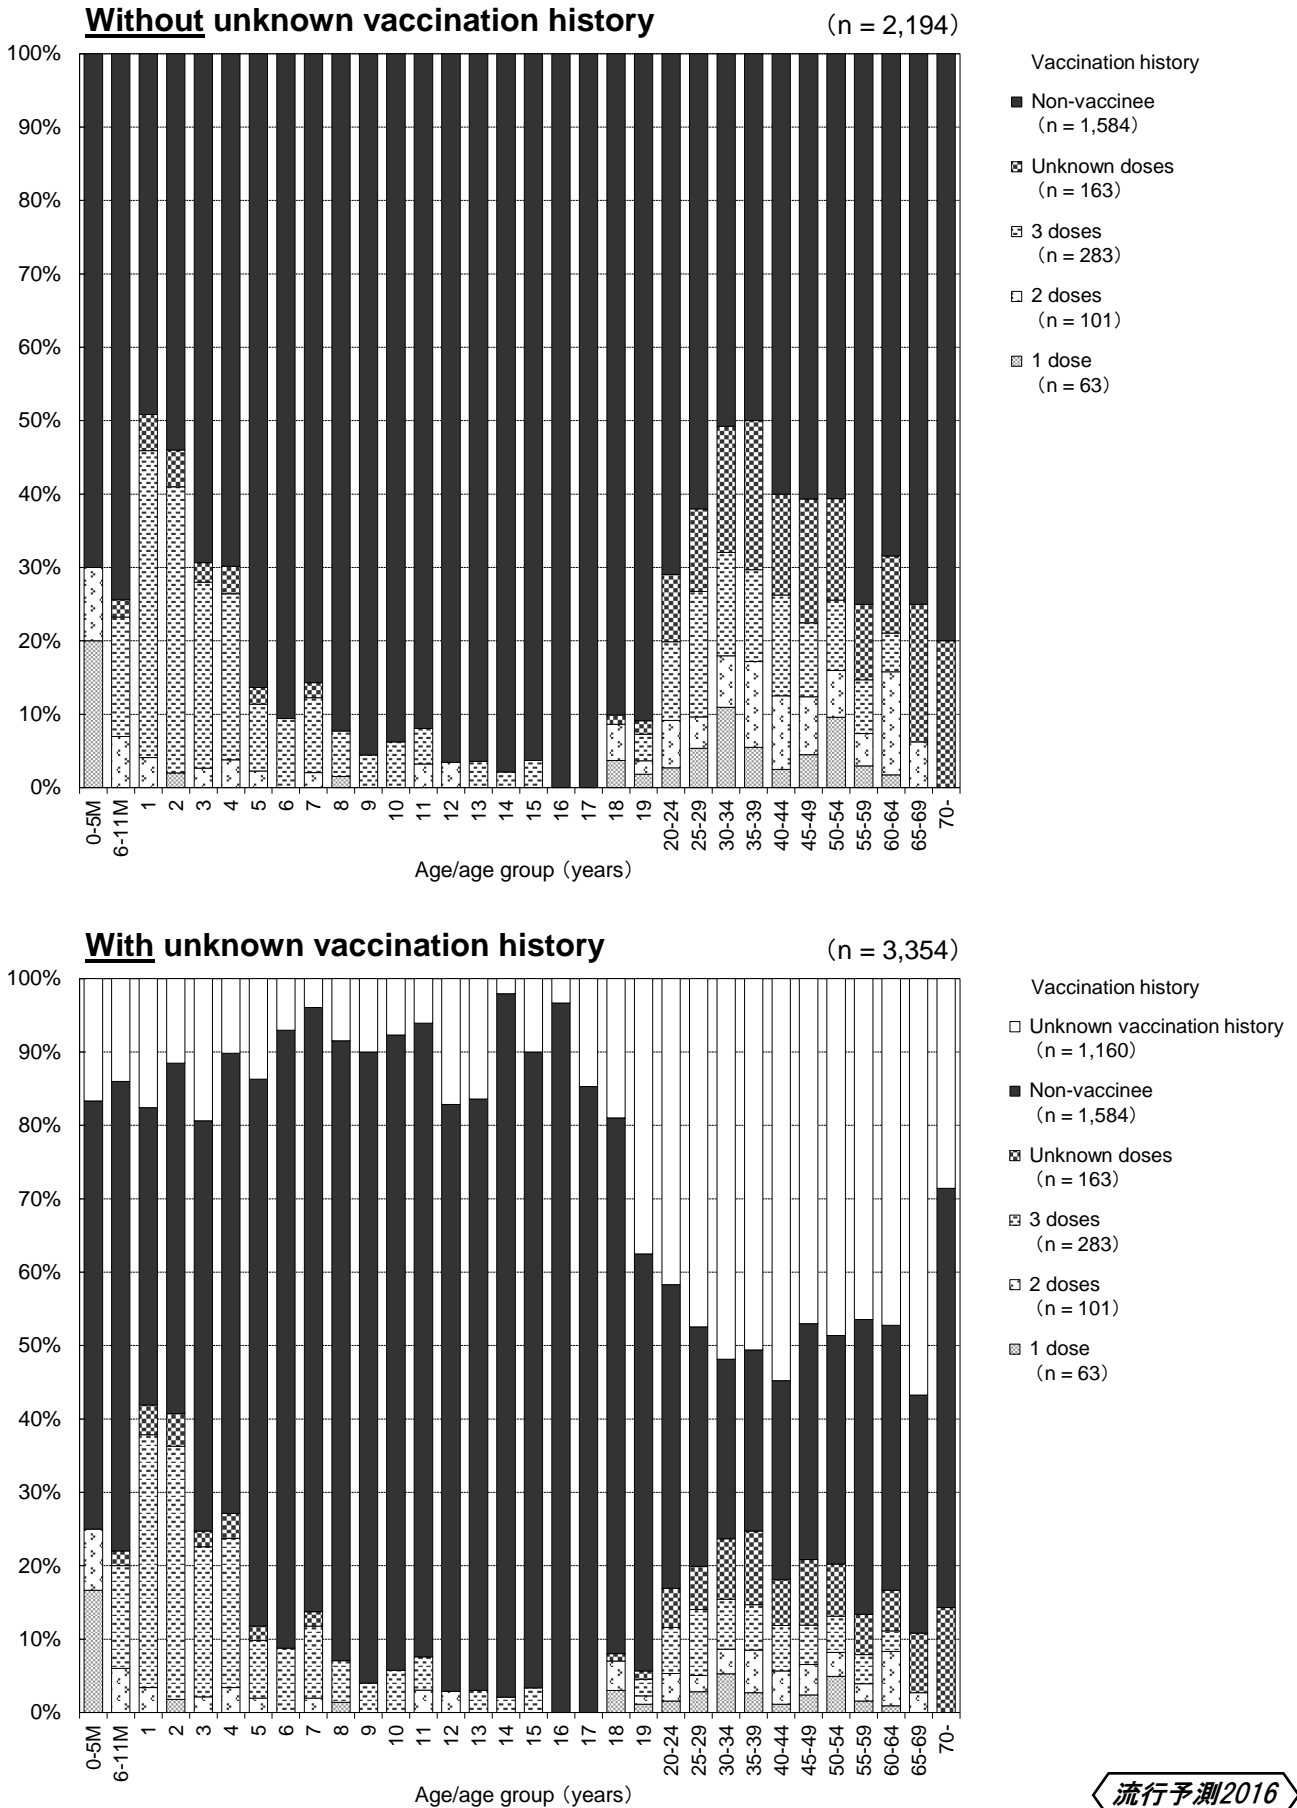 Without unknown vaccination history
（n = 2,194）
100%
90%
80%
70%
60%
50%
40%
30%
20%
10%
0%
0-5M
6-11M
1
2
3
4
5
6
7
8
9
10
11
12
13
14
15
16
17
18
19
20-24
25-29
30-34
35-39
40-44
45-49
50-54
55-59
60-64
65-69
70-
Age/age group（years）
Vaccination history
Non-vaccinee
（n = 1,584）
Unknown doses
（n = 163）
3 doses
（n = 283）
2 doses
（n = 101）
1 dose
（n = 63）
With unknown vaccination history
（n = 3,354）
100%
90%
80%
70%
60%
50%
40%
30%
20%
10%
0%
0-5M
6-11M
1
2
3
4
5
6
7
8
9
10
11
12
13
14
15
16
17
18
19
20-24
25-29
30-34
35-39
40-44
45-49
50-54
55-59
60-64
65-69
70-
Age/age group（years）
Vaccination history
Unknown vaccination history
（n = 1,160）
Non-vaccinee
（n = 1,584）
Unknown doses
（n = 163）
3 doses
（n = 283）
2 doses
（n = 101）
1 dose
（n = 63）
流行予測2016